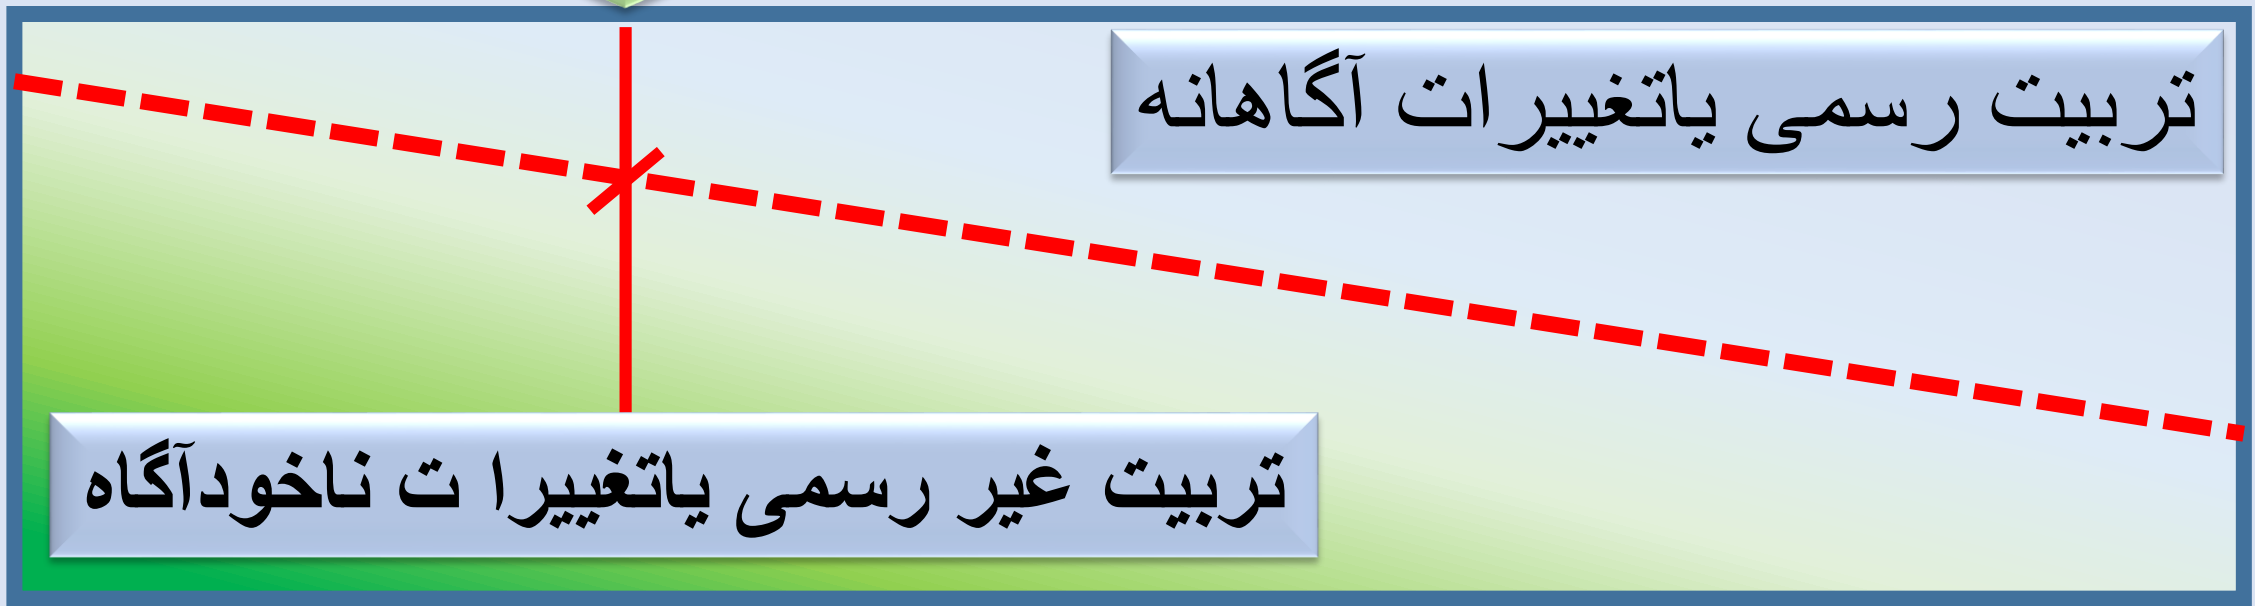 تربیت رسمی یاتغییرات آگاهانه
تربیت غیر رسمی یاتغییرا ت ناخودآگاه